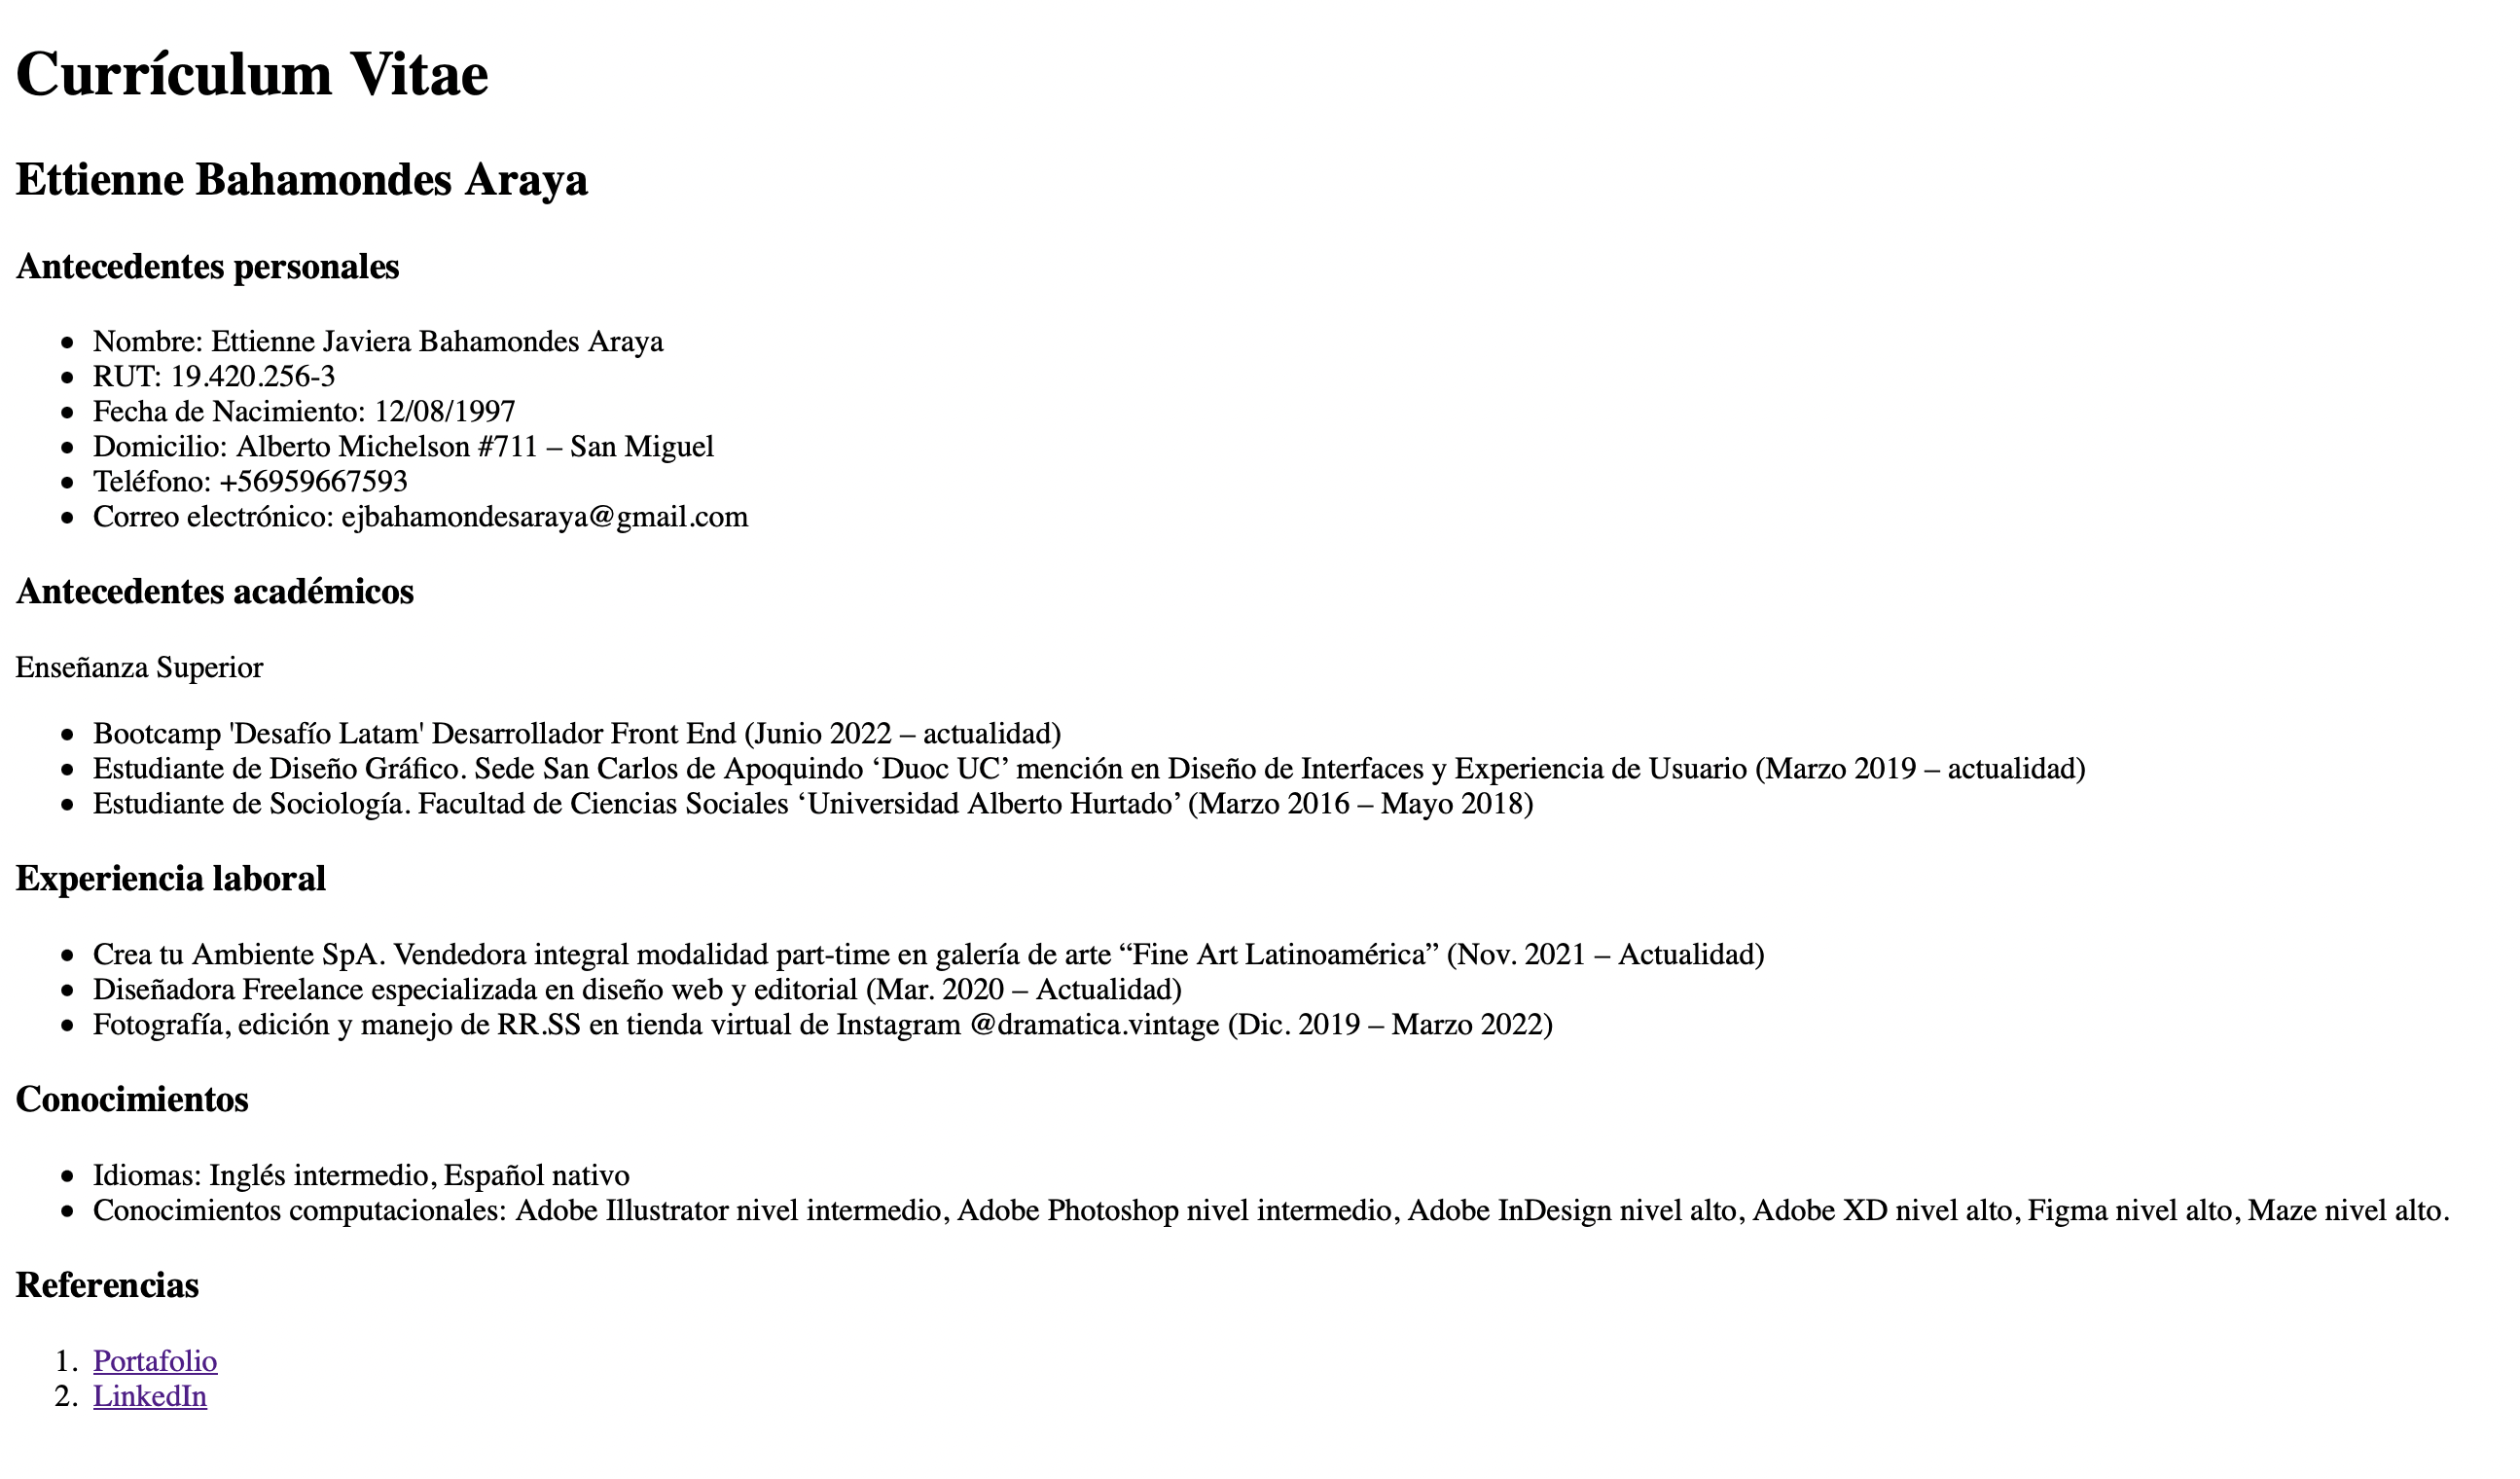 Currículum Vitae
Ettienne Bahamondes Araya
Antecedentes personales
• Nombre: Ettienne Javiera Bahamondes Araya
• RUT: 19.420.256-3
• Fecha de Nacimiento: 12/08/1997
• Domicilio: Alberto Michelson #711 – San Miguel
• Teléfono: +56959667593
• Correo electrónico: ejbahamondesaraya@gmail.com
Antecedentes académicos
Enseñanza Superior
• Bootcamp 'Desafío Latam' Desarrollador Front End (Junio 2022 – actualidad)
• Estudiante de Diseño Gráfico. Sede San Carlos de Apoquindo ‘Duoc UC’ mención en Diseño de Interfaces y Experiencia de Usuario (Marzo 2019 – actualidad)
• Estudiante de Sociología. Facultad de Ciencias Sociales ‘Universidad Alberto Hurtado’ (Marzo 2016 – Mayo 2018)
Experiencia laboral
• Crea tu Ambiente SpA. Vendedora integral modalidad part-time en galería de arte “Fine Art Latinoamérica” (Nov. 2021 – Actualidad)
• Diseñadora Freelance especializada en diseño web y editorial (Mar. 2020 – Actualidad)
• Fotografía, edición y manejo de RR.SS en tienda virtual de Instagram @dramatica.vintage (Dic. 2019 – Marzo 2022)
Conocimientos
• Idiomas: Inglés intermedio, Español nativo
• Conocimientos computacionales: Adobe Illustrator nivel intermedio, Adobe Photoshop nivel intermedio, Adobe InDesign nivel alto, Adobe XD nivel alto, Figma nivel alto, Maze nivel alto.
Referencias
1. Portafolio
2. LinkedIn